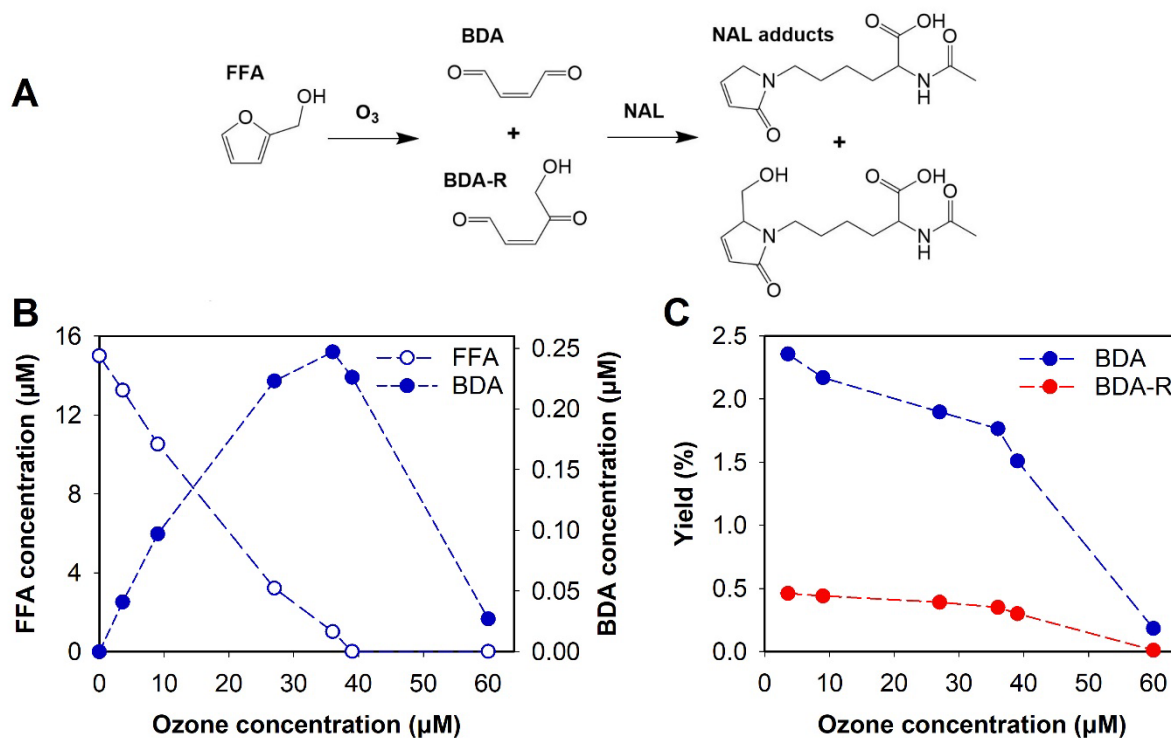 A
FFA
O
OH
O₃
BDA
O
O
+
BDA-R
OH
O
O
NAL
NAL adducts
O
OH
O
N
N
H
O
+
OH
O
OH
O
N
N
H
O
B
FFA concentration (µM)
16
12
8
4
0
FFA
BDA
0.25
0.20
0.15
0.10
0.05
0.00
BDA concentration (µM)
0 10 20 30 40 50 60
Ozone concentration (µM)
C
Yield (%)
2.5
2.0
1.5
1.0
0.5
0.0
BDA
BDA-R
0 10 20 30 40 50 60
Ozone concentration (µM)